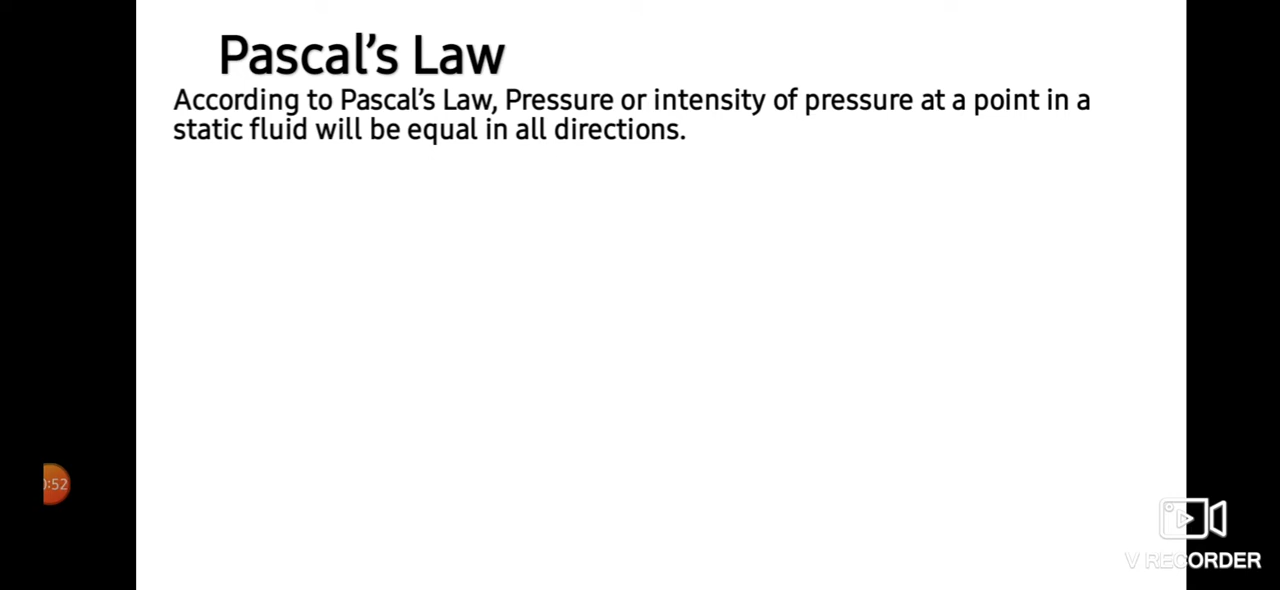 Pascal's Law
According to Pascal's Law, Pressure or intensity of pressure at a point in a
static fluid will be equal in all directions.
:52
V RECORDER